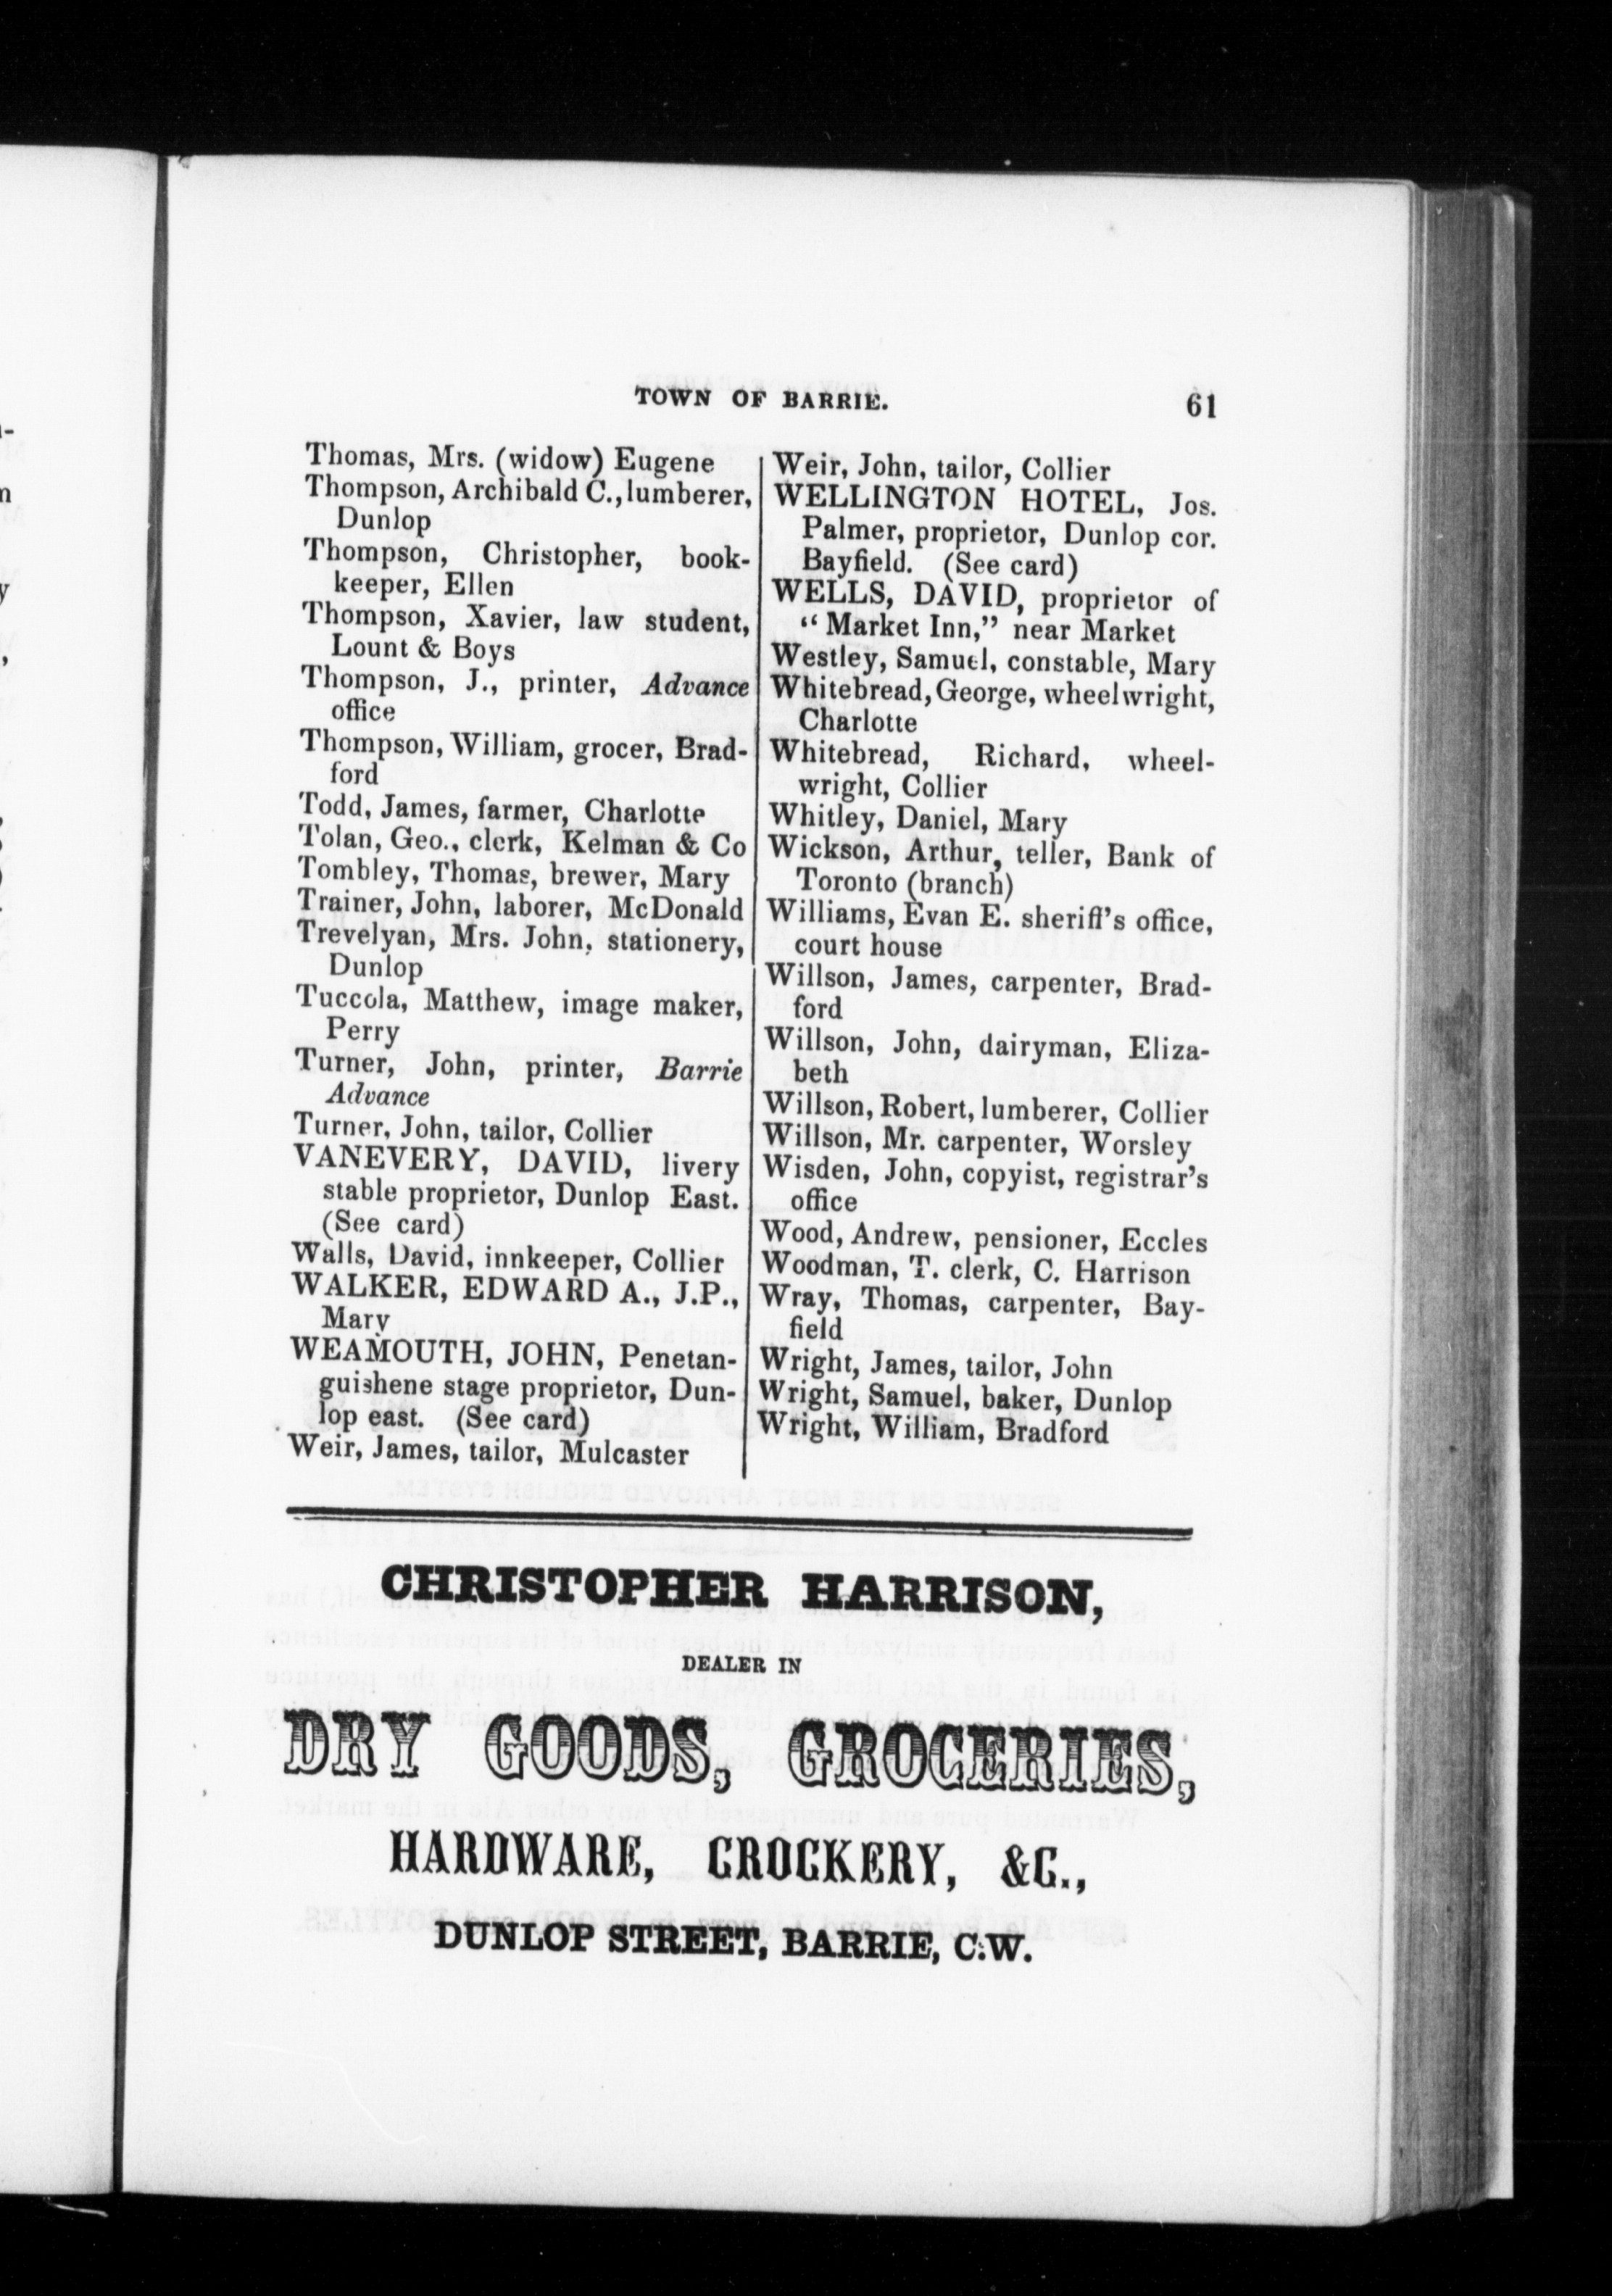 TOWN OF BARRIE.
61
Thomas, Mrs. (widow) Eugene
Thompson, Archibald C., lumberer,
Dunlop
Thompson, Christopher, book-
keeper, Ellen
Thompson, Xavier, law student,
Lount & Boys
Thompson, J., printer, Advance
office
Thompson, William, grocer, Brad-
ford
Todd, James, farmer, Charlotte
Tolan, Geo., clerk, Kelman & Co
Tombley, Thomas, brewer, Mary
Trainer, John, laborer, McDonald
Trevelyan, Mrs. John, stationery,
Dunlop
Tuccola, Matthew, image maker,
Perry
Turner, John, printer, Barrie
Advance
Turner, John, tailor, Collier
VANEVERY, DAVID, livery
stable proprietor, Dunlop East.
(See card)
Walls, David, innkeeper, Collier
WALKER, EDWARD A., J.P.,
Mary
WEAMOUTH, JOHN, Penetan-
guishene stage proprietor, Dun-
lop east. (See card)
Weir, James, tailor, Mulcaster
Weir, John, tailor, Collier
WELLINGTON HOTEL, Jos.
Palmer, proprietor, Dunlop cor.
Bayfield. (See card)
WELLS, DAVID, proprietor of
“Market Inn,” near Market
Westley, Samuel, constable, Mary
Whitebread, George, wheelwright,
Charlotte
Whitebread, Richard, wheel-
wright, Collier
Whitley, Daniel, Mary
Wickson, Arthur, teller, Bank of
Toronto (branch)
Williams, Evan E. sheriff's office,
court house
Willson, James, carpenter, Brad-
ford
Willson, John, dairyman, Eliza-
beth
Willson, Robert, lumberer, Collier
Willson, Mr. carpenter, Worsley
Wisden, John, copyist, registrar's
office
Wood, Andrew, pensioner, Eccles
Woodman, T. clerk, C. Harrison
Wray, Thomas, carpenter, Bay-
field
Wright, James, tailor, John
Wright, Samuel, baker, Dunlop
Wright, William, Bradford
CHRISTOPHER HARRISON,
DEALER IN
DRY GOODS, GROCERIES,
HARDWARE, CROCKERY, &C.,
DUNLOP STREET, BARRIE, C.W.